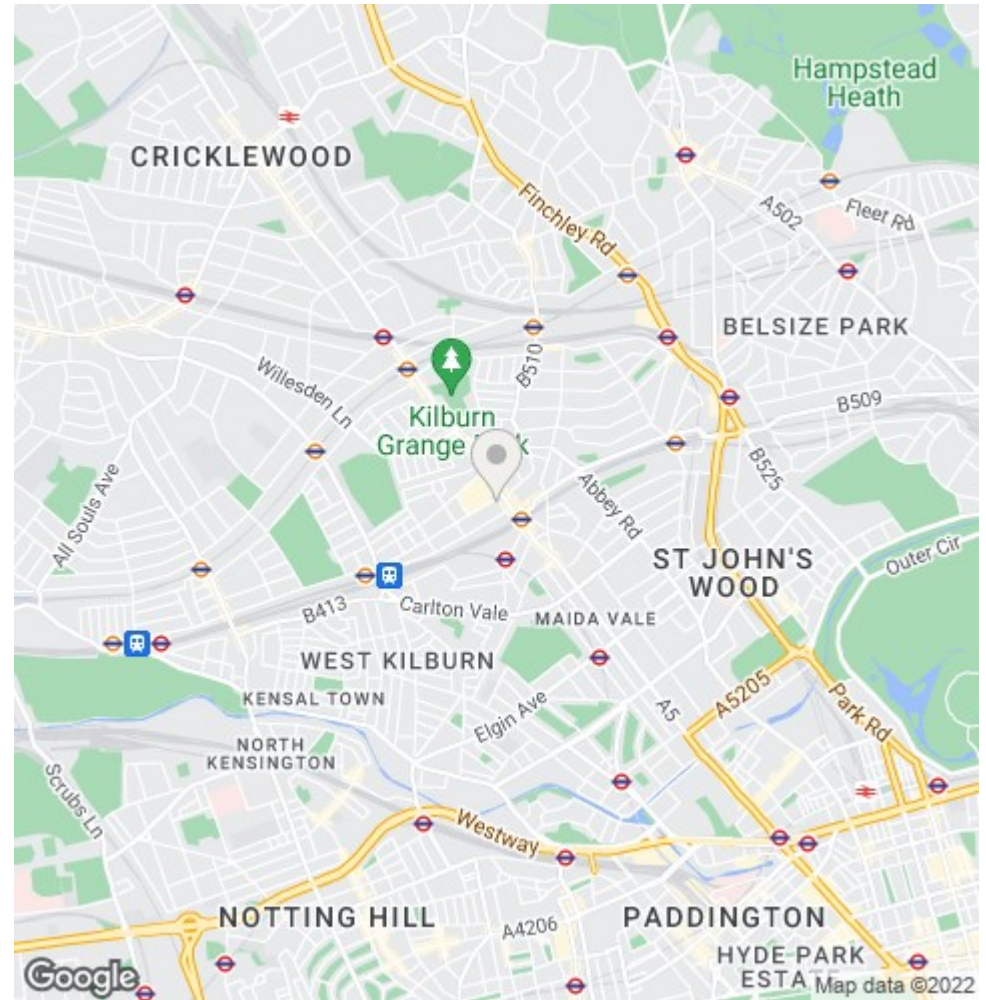 Hampstead
Heath
CRICKLEWOOD
Finchley Rd
A502
Fleet Rd
BELSIZE PARK
Willesden Ln
B510
B509
Kilburn
Grange
k
B525
All Souls Ave
Abbey Rd
ST JOHN'S
WOOD
Outer Cir
B413
Carlton Vale
MAIDA VALE
WEST KILBURN
KENSAL TOWN
Elgin Ave
A5
A5205
Park Rd
NORTH
KENSINGTON
Scrubs Ln
Westway
NOTTING HILL
A4206
PADDINGTON
HYDE PARK
ESTA
Google
Map data ©2022